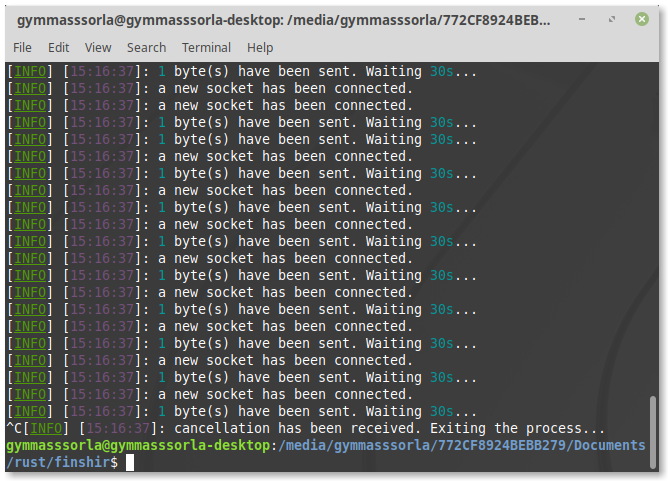 gymmasssorla@gymmasssorla-desktop: /media/gymmasssorla/772CF8924BEB...
File Edit View Search Terminal Help
[INFO] [15:16:37]: 1 byte(s) have been sent. Waiting 30s...
[INFO] [15:16:37]: a new socket has been connected.
[INFO] [15:16:37]: a new socket has been connected.
[INFO] [15:16:37]: 1 byte(s) have been sent. Waiting 30s...
[INFO] [15:16:37]: 1 byte(s) have been sent. Waiting 30s...
[INFO] [15:16:37]: a new socket has been connected.
[INFO] [15:16:37]: 1 byte(s) have been sent. Waiting 30s...
[INFO] [15:16:37]: a new socket has been connected.
[INFO] [15:16:37]: 1 byte(s) have been sent. Waiting 30s...
[INFO] [15:16:37]: a new socket has been connected.
[INFO] [15:16:37]: 1 byte(s) have been sent. Waiting 30s...
[INFO] [15:16:37]: a new socket has been connected.
[INFO] [15:16:37]: 1 byte(s) have been sent. Waiting 30s...
[INFO] [15:16:37]: a new socket has been connected.
[INFO] [15:16:37]: 1 byte(s) have been sent. Waiting 30s...
[INFO] [15:16:37]: a new socket has been connected.
[INFO] [15:16:37]: 1 byte(s) have been sent. Waiting 30s...
[INFO] [15:16:37]: a new socket has been connected.
[INFO] [15:16:37]: 1 byte(s) have been sent. Waiting 30s...
[INFO] [15:16:37]: a new socket has been connected.
[INFO] [15:16:37]: 1 byte(s) have been sent. Waiting 30s...
^C[INFO] [15:16:37]: cancellation has been received. Exiting the process...
gymmasssorla@gymmasssorla-desktop:/media/gymmasssorla/772CF8924BEBB279/Documents
/rust/finshir$